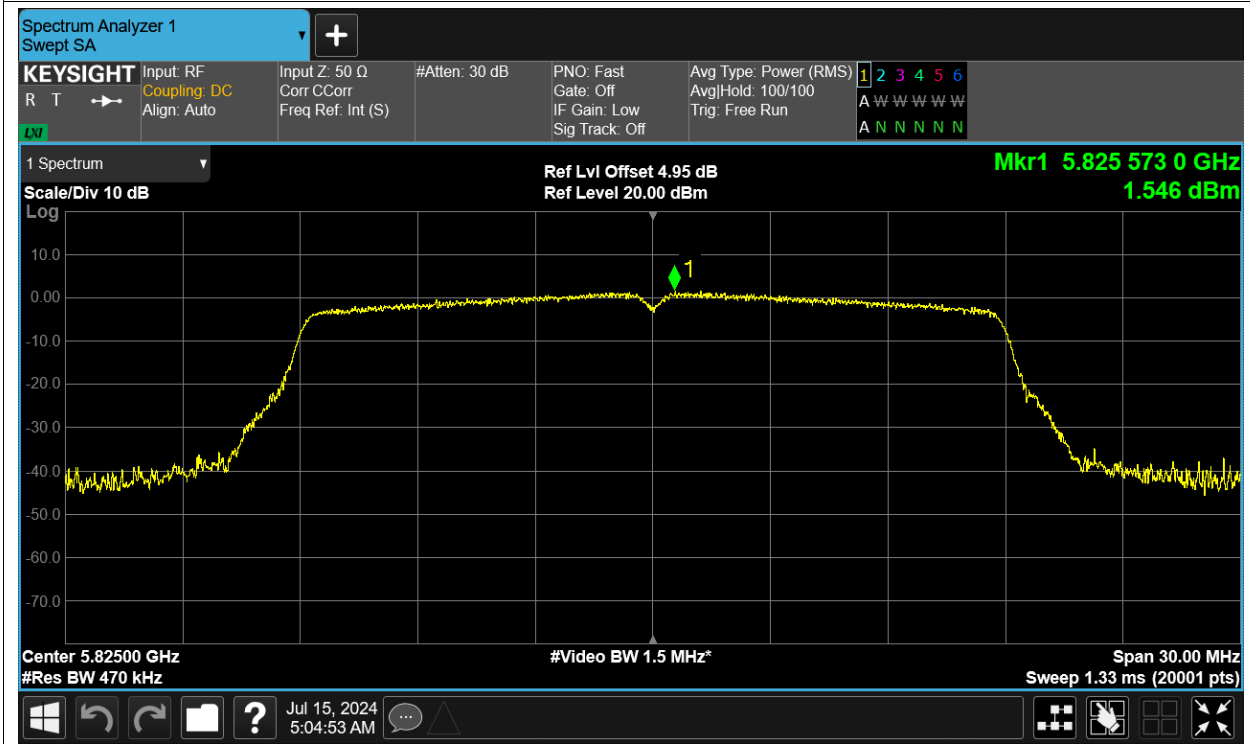 Spectrum Analyzer 1
Swept SA
+
KEYSIGHT
R T
LXI
Input: RF
Coupling: DC
Align: Auto
Input Z: 50 Ω
Corr CCorr
Freq Ref: Int (S)
#Atten: 30 dB
PNO: Fast
Gate: Off
IF Gain: Low
Sig Track: Off
Avg Type: Power (RMS)
Avg|Hold: 100/100
Trig: Free Run
1 2 3 4 5 6
A W W W W W
A N N N N N
1 Spectrum
Scale/Div 10 dB
Log
Ref Lvl Offset 4.95 dB
Ref Level 20.00 dBm
Mkr1 5.825 573 0 GHz
1.546 dBm
1
10.0
0.00
-10.0
-20.0
-30.0
-40.0
-50.0
-60.0
-70.0
Center 5.82500 GHz
#Res BW 470 kHz
#Video BW 1.5 MHz*
Span 30.00 MHz
Sweep 1.33 ms (20001 pts)
?
Jul 15, 2024
5:04:53 AM